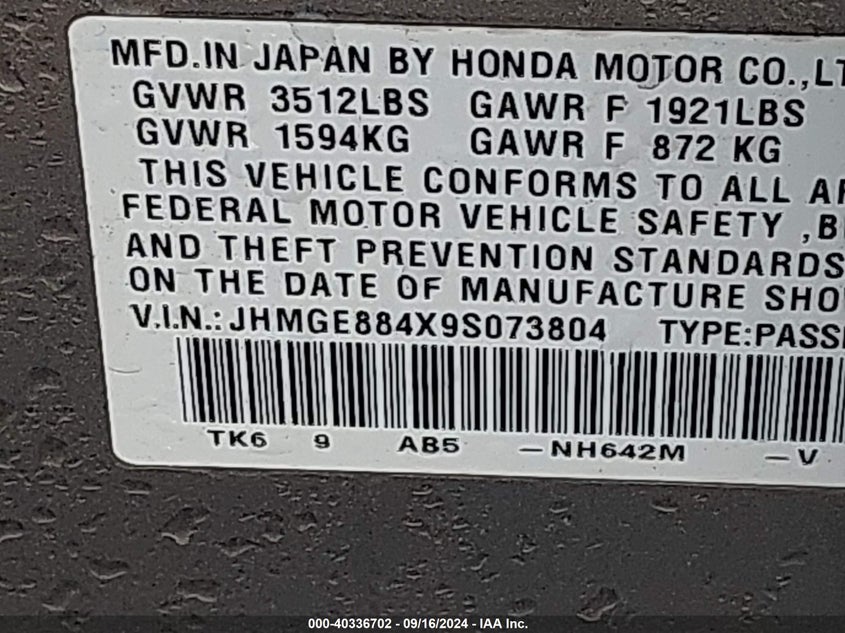 MFD.IN JAPAN BY HONDA MOTOR CO.,LT
GVWR 3512LBS GAWR F 1921LBS
GVWR 1594KG GAWR F 872 KG
THIS VEHICLE CONFORMS TO ALL AP
FEDERAL MOTOR VEHICLE SAFETY ,B
AND THEFT PREVENTION STANDARDS
ON THE DATE OF MANUFACTURE SHO
V.I.N.:JHMGE884X9S073804 TYPE:PASS
TK6 9 AB5 -NH642M -V
000-40336702 - 09/16/2024 - IAA Inc.